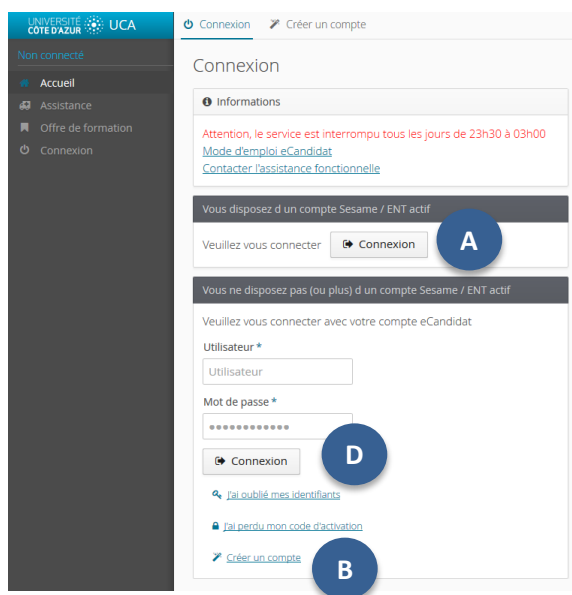 UNIVERSITÉ CÔTE D'AZUR UCA
Non connecté
Accueil
Assistance
Offre de formation
Connexion
Connexion Créer un compte
Connexion
Informations
Attention, le service est interrompu tous les jours de 23h30 à 03h00
Mode d'emploi eCandidat
Contacter l'assistance fonctionnelle
Vous disposez d un compte Sesame / ENT actif
Veuillez vous connecter Connexion A
Vous ne disposez pas (ou plus) d un compte Sesame / ENT actif
Veuillez vous connecter avec votre compte eCandidat
Utilisateur *
Utilisateur
Mot de passe *
●●●●●●●●●●●●
Connexion D
J'ai oublié mes identifiants
J'ai perdu mon code d'activation
Créer un compte B